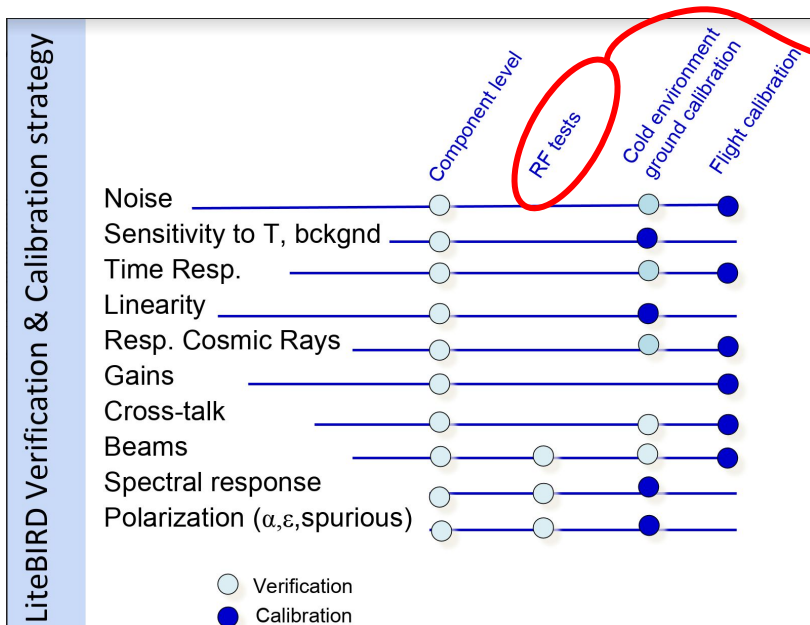 LiteBIRD Verification & Calibration strategy
Component level
RF tests
Cold environment
ground calibration
Flight calibration
Noise
Sensitivity to T, bckgnd
Time Resp.
Linearity
Resp. Cosmic Rays
Gains
Cross-talk
Beams
Spectral response
Polarization (α,ε,spurious)
Verification
Calibration